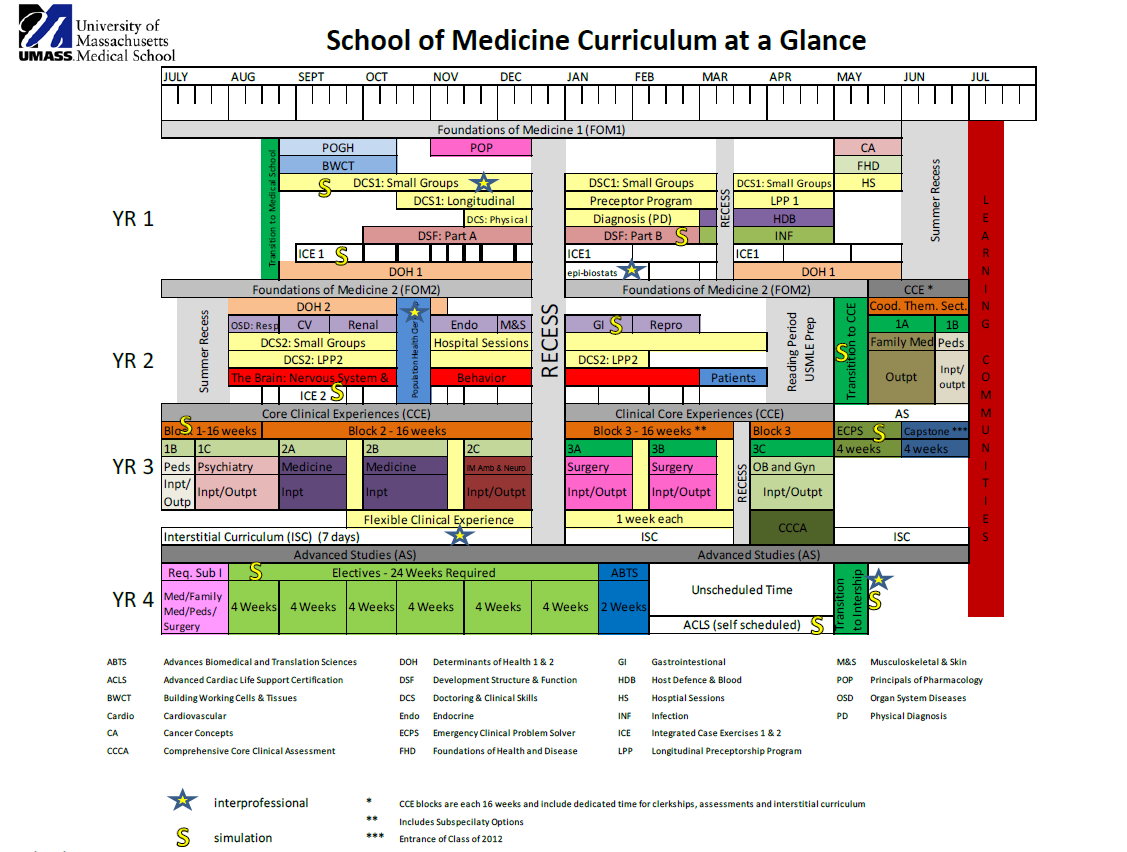 University of
Massachusetts
UMASS. Medical School
School of Medicine Curriculum at a Glance
JULY AUG SEPT OCT NOV DEC JAN FEB MAR APR MAY JUN JUL
Foundations of Medicine 1 (FOM1)
YR 1
Transition to Medical School
POGH POP CA
BWCT FHD
DCS1: Small Groups DSC1: Small Groups DCS1: Small Groups HS
DCS1: Longitudinal Preceptor Program LPP 1
DCS: Physical Diagnosis (PD) HDB
DSF: Part A DSF: Part B INF
ICE 1 ICE1 ICE1
DOH 1 epi-biostats DOH 1
RECESS
Summer Recess
RECESS
LEARNING COMMUNITIES
Foundations of Medicine 2 (FOM2) Foundations of Medicine 2 (FOM2) CCE *
YR 2
Summer Recess
DOH 2 Cood. Them. Sect.
OSD: Resp CV Renal Endo M&S GI Repro 1A 1B
DCS2: Small Groups Hospital Sessions Family Med Peds
DCS2: LPP2 DCS2: LPP2 Outpt Inpt/
outpt
The Brain: Nervous System & Behavior Patients
ICE 2
Reading Period
USMLE Prep
Transition to CCE
Core Clinical Experiences (CCE) Clinical Core Experiences (CCE) AS
YR 3
Block 1-16 weeks Block 2 - 16 weeks Block 3 - 16 weeks ** Block 3 ECPS Capstone ***
1B 1C 2A 2B 2C 3A 3B 3C 4 weeks 4 weeks
Peds Psychiatry Medicine Medicine IM Amb & Neuro Surgery Surgery OB and Gyn
Inpt/
Outp Inpt/Outpt Inpt Inpt Inpt/Outpt Inpt/Outpt Inpt/Outpt Inpt/Outpt
RECESS
Flexible Clinical Experience 1 week each CCCA
Interstitial Curriculum (ISC) (7 days) ISC ISC
Advanced Studies (AS) Advanced Studies (AS)
YR 4
Req. Sub I Electives - 24 Weeks Required ABTS
Med/Family
Med/Peds/
Surgery
4 Weeks 4 Weeks 4 Weeks 4 Weeks 4 Weeks 4 Weeks 2 Weeks
Unscheduled Time
ACLS (self scheduled)
Transition
to Intership
ABTS Advances Biomedical and Translation Sciences DOH Determinants of Health 1 & 2 GI Gastrointestional M&S Musculoskeletal & Skin
ACLS Advanced Cardiac Life Support Certification DSF Development Structure & Function HDB Host Defence & Blood POP Principals of Pharmacology
BWCT Building Working Cells & Tissues DCS Doctoring & Clinical Skills HS Hosptial Sessions OSD Organ System Diseases
Cardio Cardiovascular Endo Endocrine INF Infection PD Physical Diagnosis
CA Cancer Concepts ECPS Emergency Clinical Problem Solver ICE Integrated Case Exercises 1 & 2
CCCA Comprehensive Core Clinical Assessment FHD Foundations of Health and Disease LPP Longitudinal Preceptorship Program
interprofessional * CCE blocks are each 16 weeks and include dedicated time for clerkships, assessments and interstitial curriculum
** Includes Subspecilaty Options
S simulation *** Entrance of Class of 2012